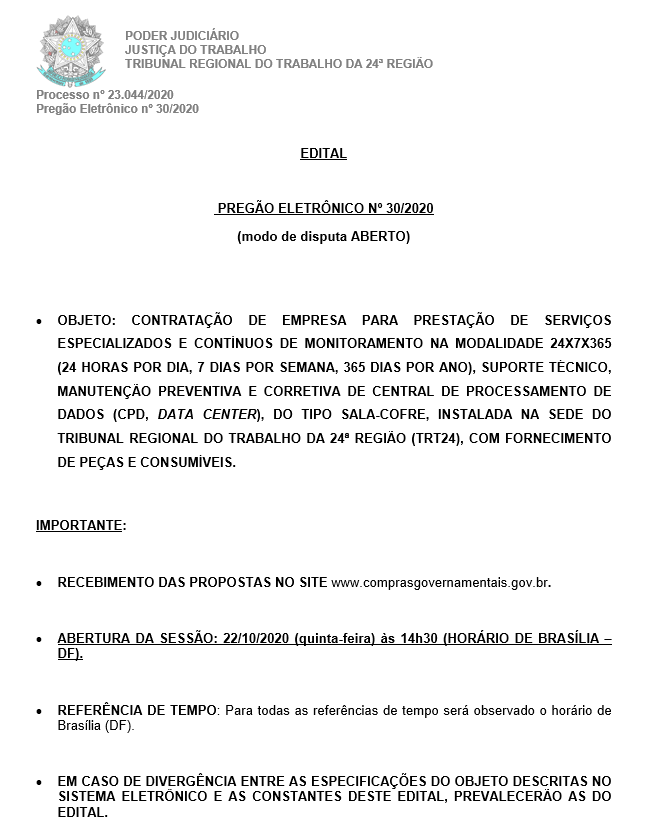 PODER JUDICIÁRIO
JUSTIÇA DO TRABALHO
TRIBUNAL REGIONAL DO TRABALHO DA 24ª REGIÃO
Processo nº 23.044/2020
Pregão Eletrônico nº 30/2020
EDITAL
PREGÃO ELETRÔNICO Nº 30/2020
(modo de disputa ABERTO)
• OBJETO: CONTRATAÇÃO DE EMPRESA PARA PRESTAÇÃO DE SERVIÇOS
ESPECIALIZADOS E CONTÍNUOS DE MONITORAMENTO NA MODALIDADE 24X7X365
(24 HORAS POR DIA, 7 DIAS POR SEMANA, 365 DIAS POR ANO), SUPORTE TÉCNICO,
MANUTENÇÃO PREVENTIVA E CORRETIVA DE CENTRAL DE PROCESSAMENTO DE
DADOS (CPD, DATA CENTER), DO TIPO SALA-COFRE, INSTALADA NA SEDE DO
TRIBUNAL REGIONAL DO TRABALHO DA 24ª REGIÃO (TRT24), COM FORNECIMENTO
DE PEÇAS E CONSUMÍVEIS.
IMPORTANTE:
• RECEBIMENTO DAS PROPOSTAS NO SITE www.comprasgovernamentais.gov.br.
• ABERTURA DA SESSÃO: 22/10/2020 (quinta-feira) às 14h30 (HORÁRIO DE BRASÍLIA –
DF).
• REFERÊNCIA DE TEMPO: Para todas as referências de tempo será observado o horário de
Brasília (DF).
• EM CASO DE DIVERGÊNCIA ENTRE AS ESPECIFICAÇÕES DO OBJETO DESCRITAS NO
SISTEMA ELETRÔNICO E AS CONSTANTES DESTE EDITAL, PREVALECERÃO AS DO
EDITAL.